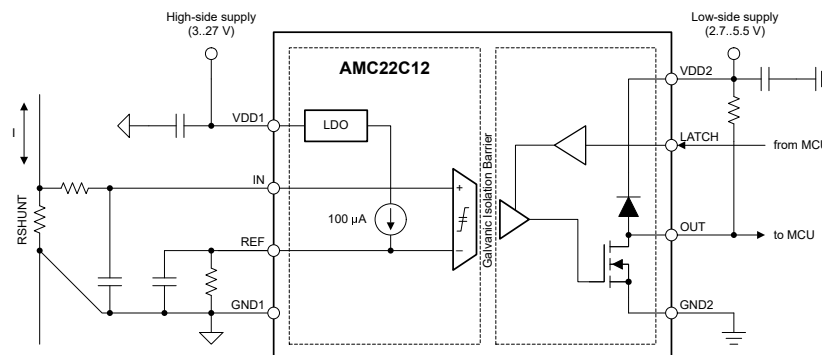 High-side supply
(3..27 V)
Low-side supply
(2.7..5.5 V)
AMC22C12
VDD1
LDO
VDD2
LATCH
from MCU
I
RSHUNT
IN
+
100 µA
Galvanic Isolation Barrier
REF
–
OUT
to MCU
GND1
GND2